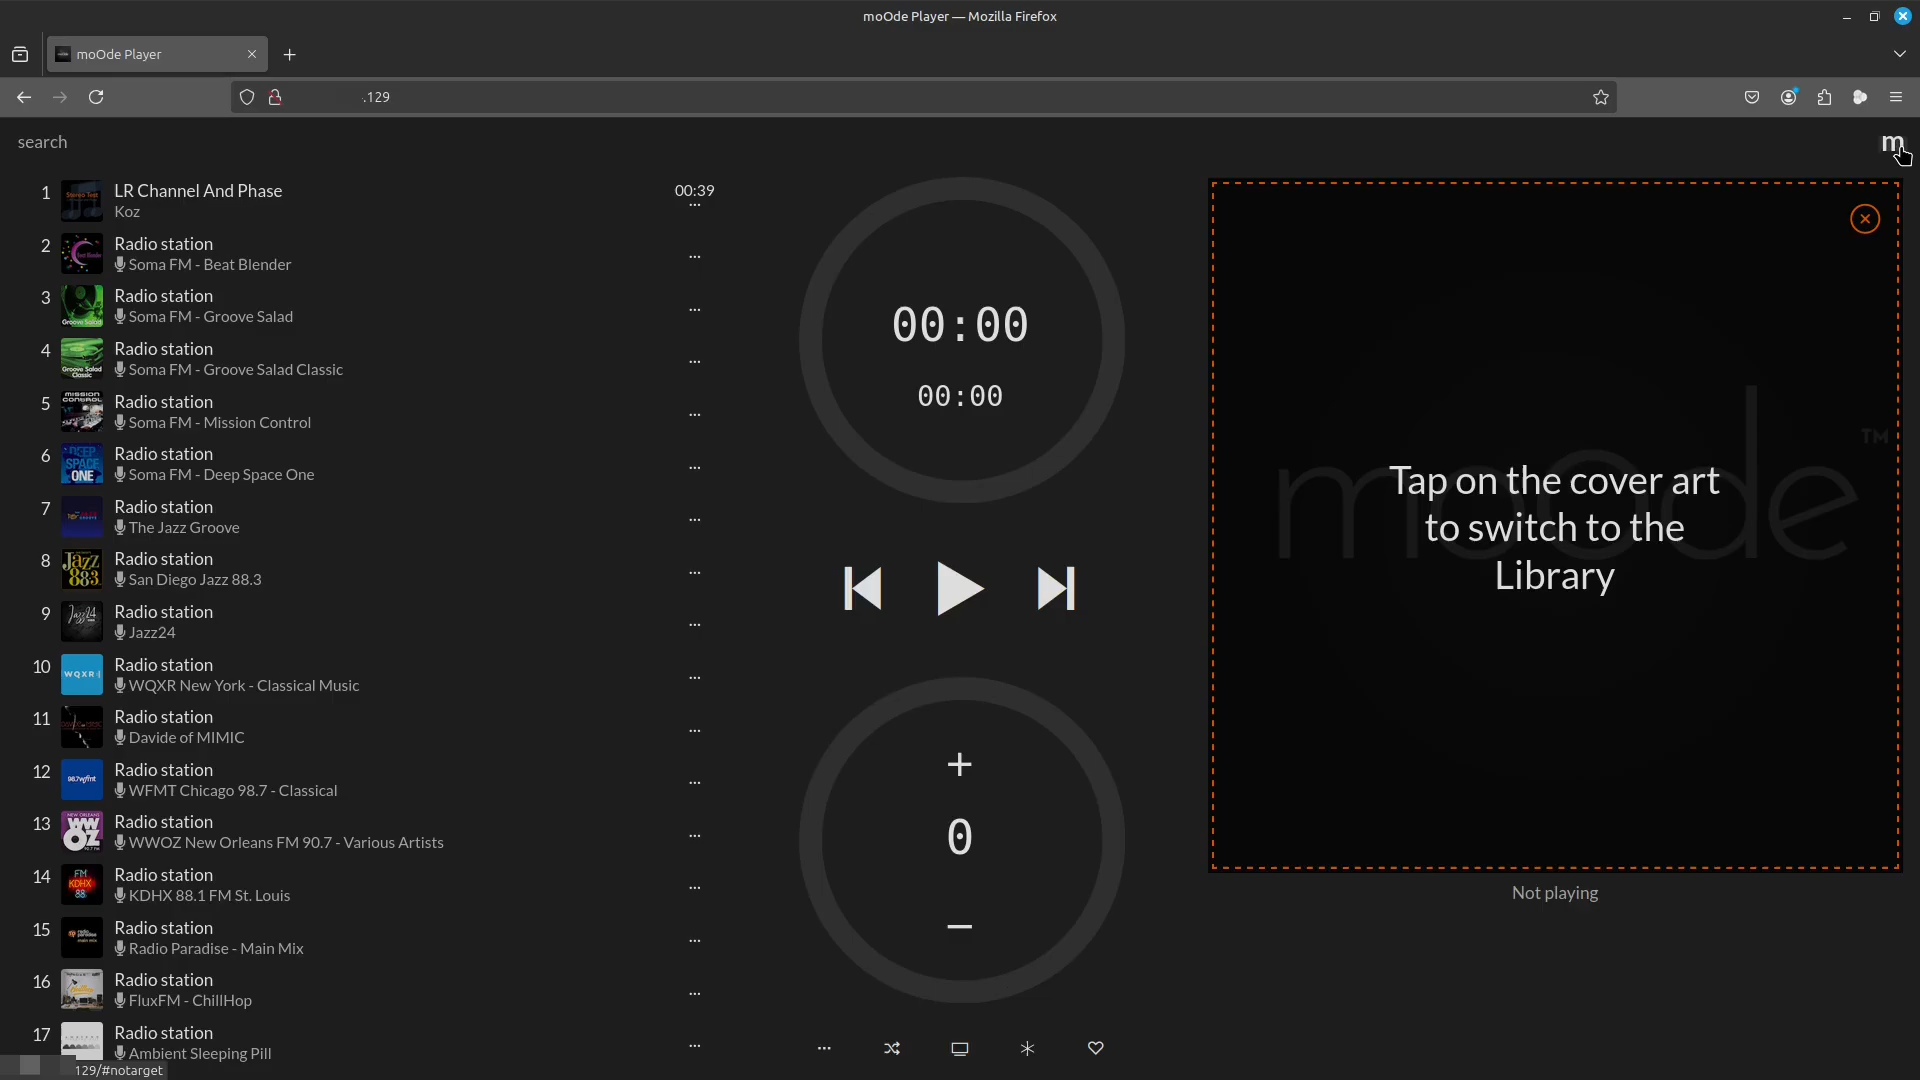 moOde Player — Mozilla Firefox
moOde Player
.129
search
m
1
LR Channel And Phase
00:39
Koz
2
Radio station
Soma FM - Beat Blender
3
Radio station
Soma FM - Groove Salad
4
Radio station
Soma FM - Groove Salad Classic
5
Radio station
Soma FM - Mission Control
6
Radio station
Soma FM - Deep Space One
7
Radio station
The Jazz Groove
8
Radio station
San Diego Jazz 88.3
9
Radio station
Jazz24
10
Radio station
WQXR New York - Classical Music
11
Radio station
Davide of MIMIC
12
Radio station
WFMT Chicago 98.7 - Classical
13
Radio station
WWOZ New Orleans FM 90.7 - Various Artists
14
Radio station
KDHX 88.1 FM St. Louis
15
Radio station
Radio Paradise - Main Mix
16
Radio station
FluxFM - ChillHop
17
Radio station
Ambient Sleeping Pill
129/#notarget
00:00
00:00
+
0
–
moode™
Tap on the cover art
to switch to the
Library
Not playing